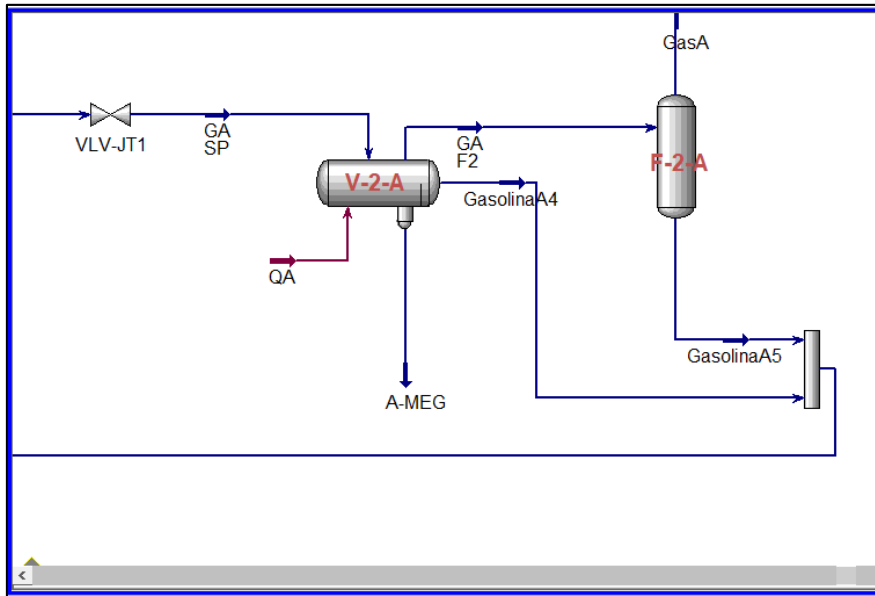 GasA
VLV-JT1
GA
SP
GA
F2
F-2-A
V-2-A
GasolinaA4
QA
GasolinaA5
A-MEG